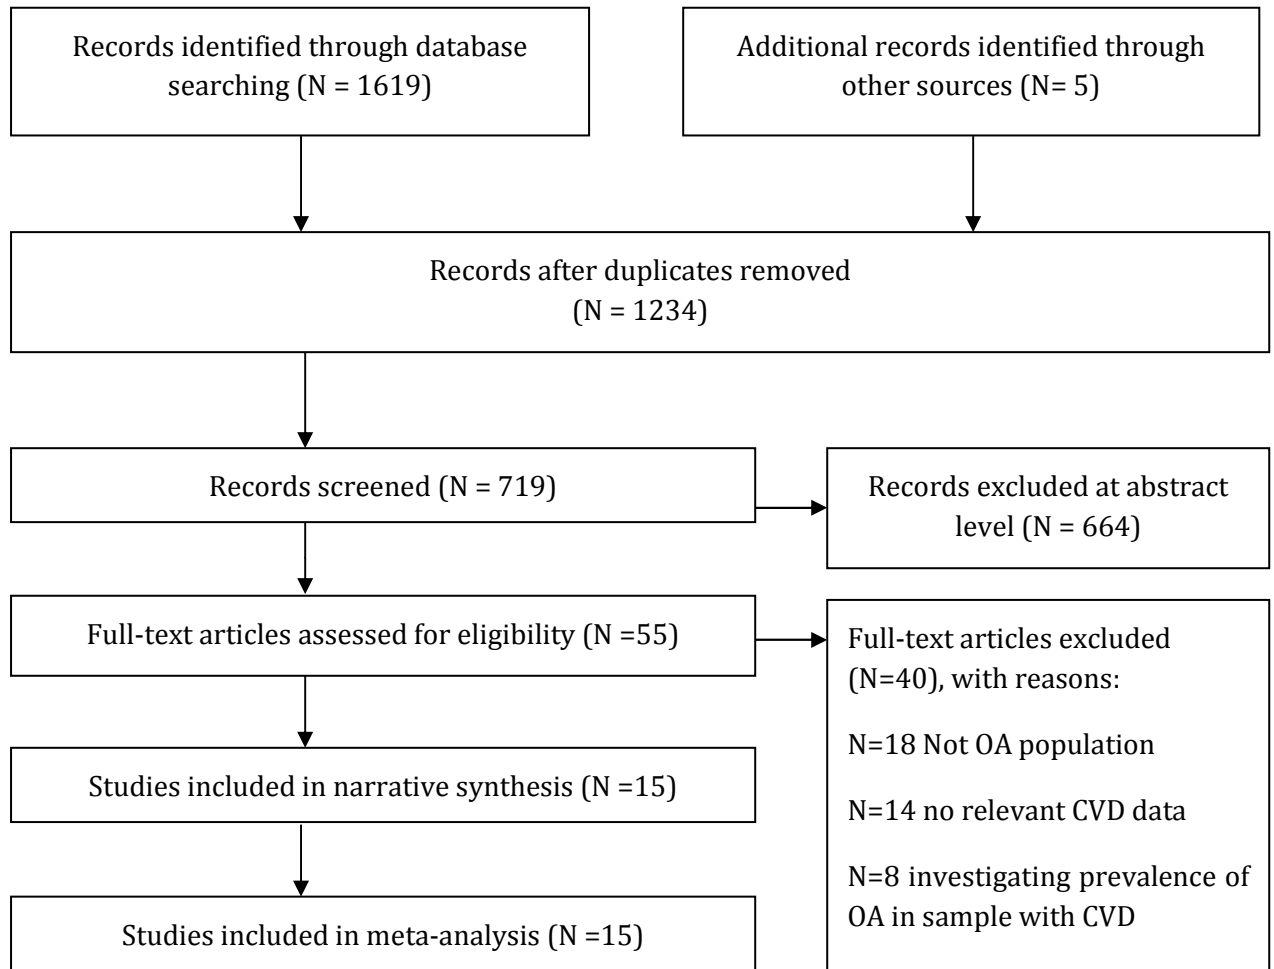 Records identified through database
searching (N = 1619)
Additional records identified through
other sources (N= 5)
Records after duplicates removed
(N = 1234)
Records screened (N = 719)
Records excluded at abstract
level (N = 664)
Full-text articles assessed for eligibility (N =55)
Full-text articles excluded
(N=40), with reasons:
N=18 Not OA population
N=14 no relevant CVD data
N=8 investigating prevalence of
OA in sample with CVD
Studies included in narrative synthesis (N =15)
Studies included in meta-analysis (N =15)